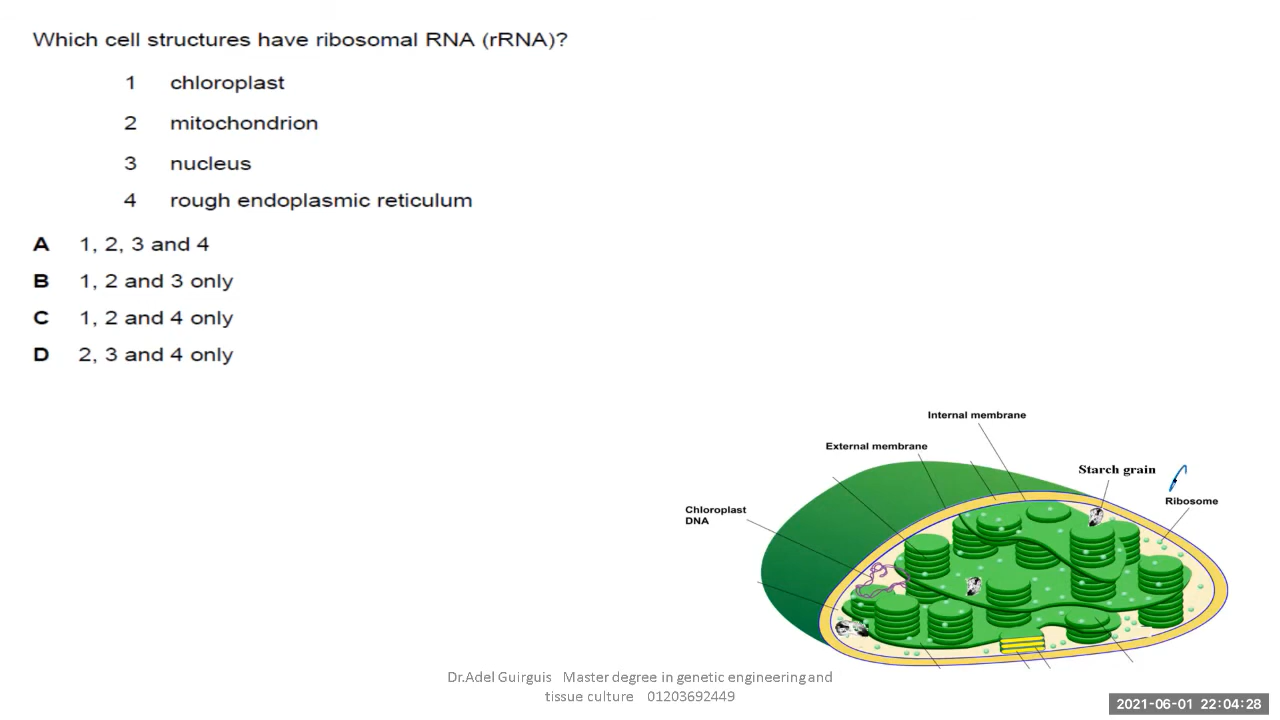 Which cell structures have ribosomal RNA (rRNA)?
1 chloroplast
2 mitochondrion
3 nucleus
4 rough endoplasmic reticulum
A 1, 2, 3 and 4
B 1, 2 and 3 only
C 1, 2 and 4 only
D 2, 3 and 4 only
Internal membrane
External membrane
Starch grain
Ribosome
Chloroplast
DNA
Dr.Adel Guirguis Master degree in genetic engineering and
tissue culture 01203692449
2021-06-01 22:04:28